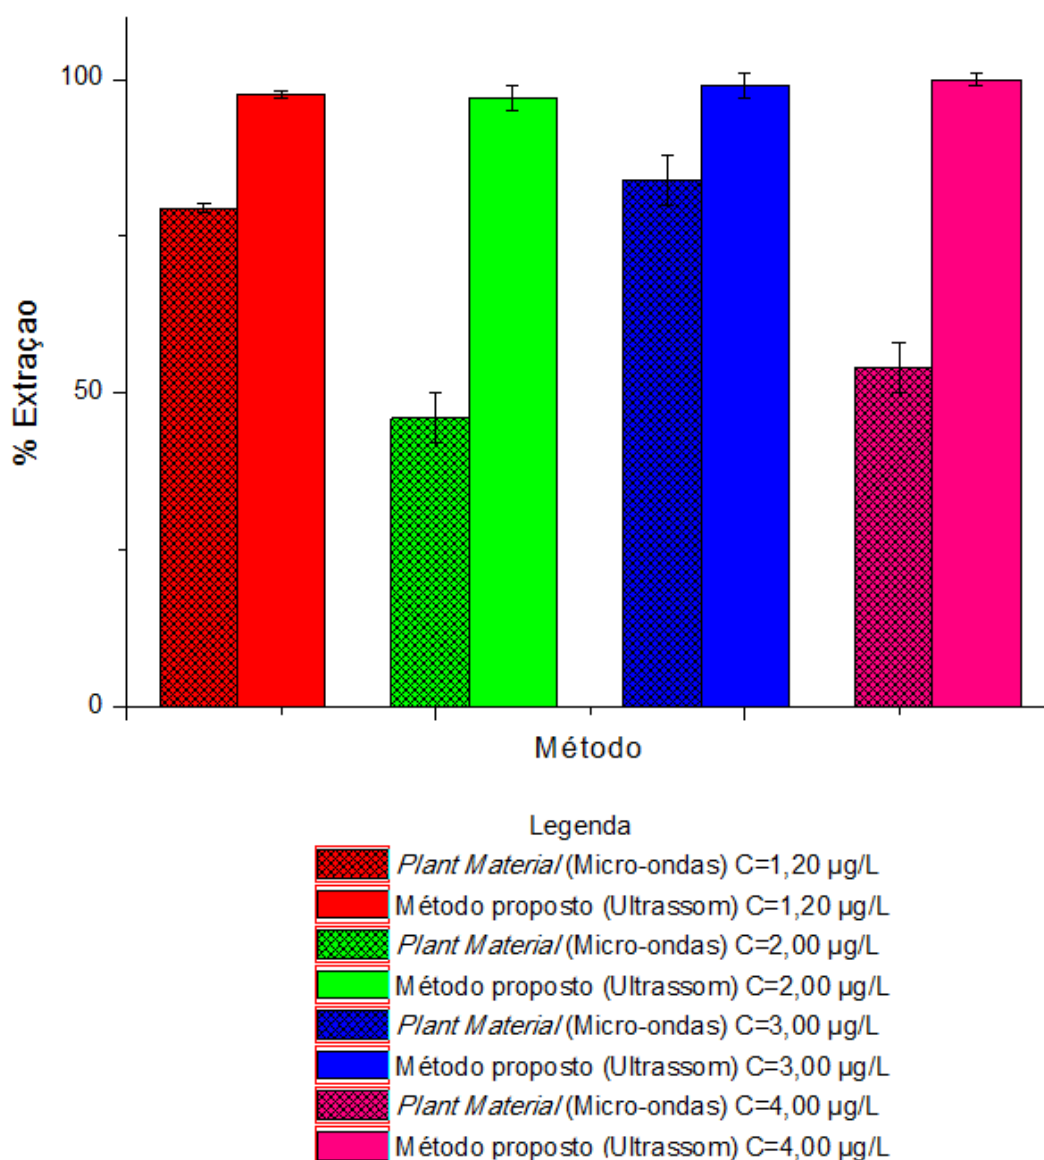 100
50
0
% Extraçao
Método
Legenda
Plant Material (Micro-ondas) C=1,20 µg/L
Método proposto (Ultrassom) C=1,20 µg/L
Plant Material (Micro-ondas) C=2,00 µg/L
Método proposto (Ultrassom) C=2,00 µg/L
Plant Material (Micro-ondas) C=3,00 µg/L
Método proposto (Ultrassom) C=3,00 µg/L
Plant Material (Micro-ondas) C=4,00 µg/L
Método proposto (Ultrassom) C=4,00 µg/L